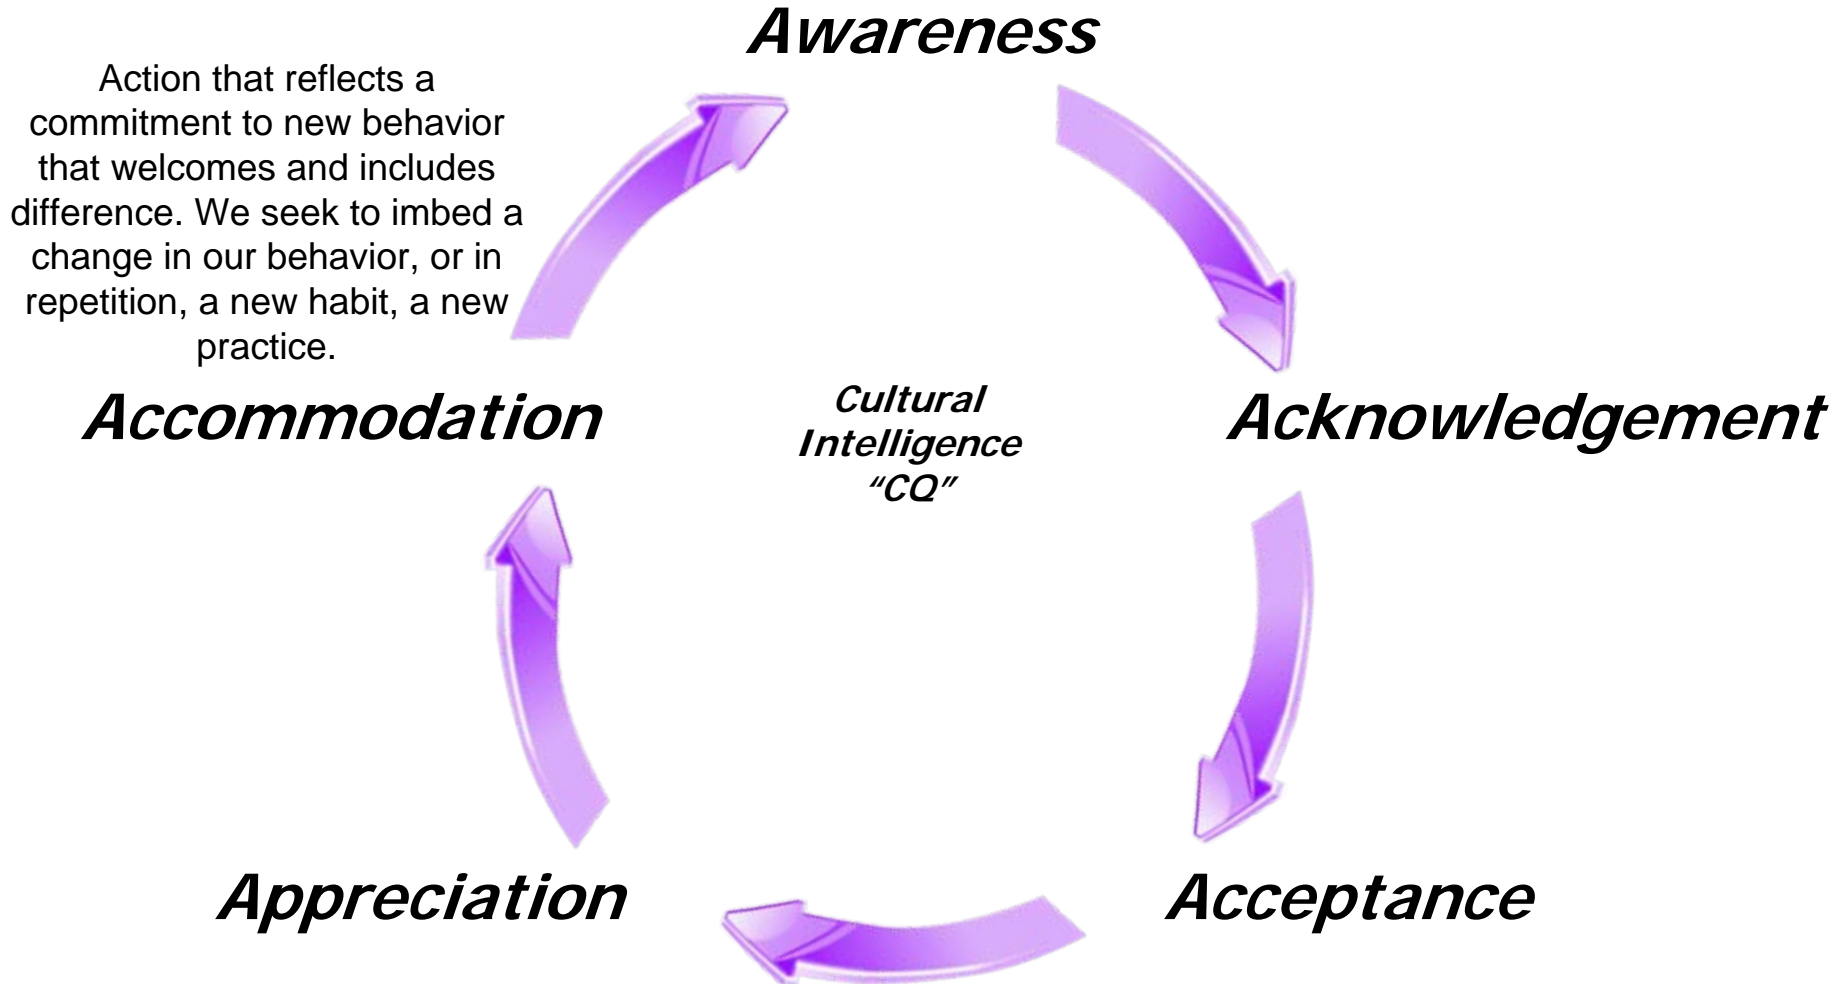 Awareness
Action that reflects a
commitment to new behavior
that welcomes and includes
difference. We seek to imbed a
change in our behavior, or in
repetition, a new habit, a new
practice.
Accommodation
Cultural
Intelligence
“CQ”
Acknowledgement
Appreciation
Acceptance